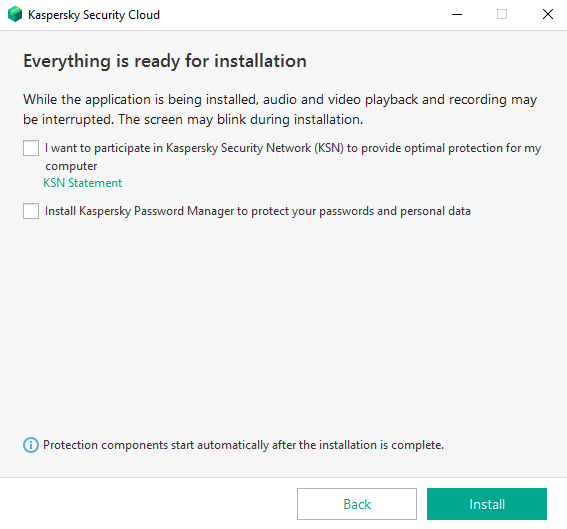 Kaspersky Security Cloud
Everything is ready for installation
While the application is being installed, audio and video playback and recording may
be interrupted. The screen may blink during installation.
I want to participate in Kaspersky Security Network (KSN) to provide optimal protection for my
computer
KSN Statement
Install Kaspersky Password Manager to protect your passwords and personal data
Protection components start automatically after the installation is complete.
Back
Install